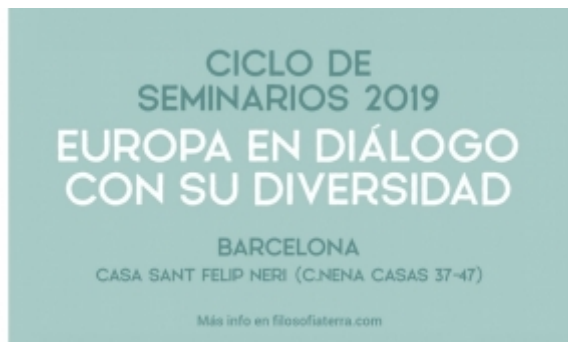 CICLO DE
SEMINARIOS 2019
EUROPA EN DIÁLOGO
CON SU DIVERSIDAD
BARCELONA
CASA SANT FELIP NERI (C.NENA CASAS 37-47)
Más info en filosofiaterra.com